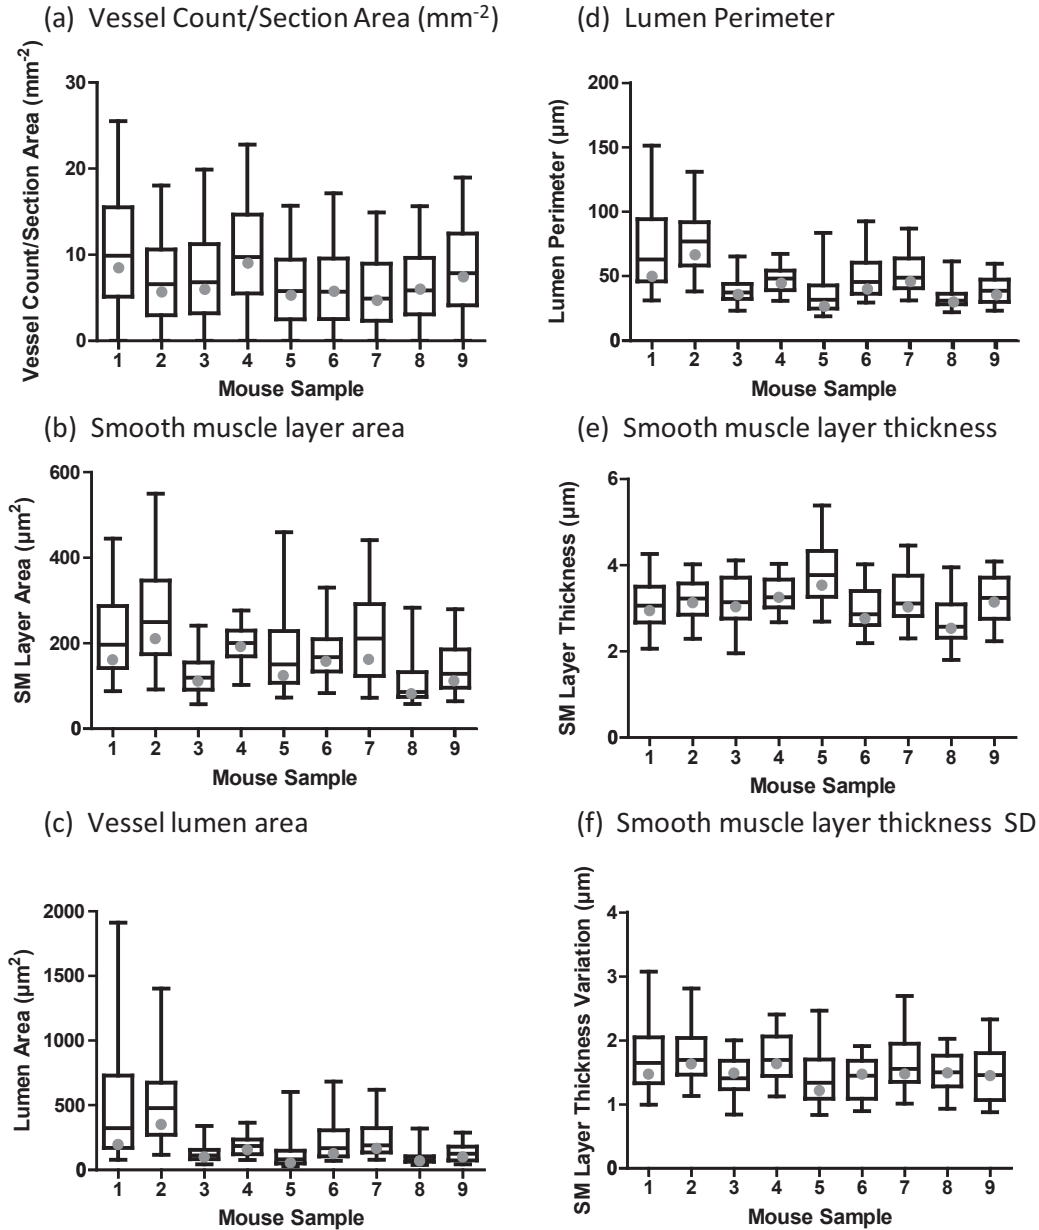 (a) Vessel Count/Section Area (mm-2)
Vessel Count/Section Area (mm-2)
30
20
10
0
1 2 3 4 5 6 7 8 9
Mouse Sample
(d) Lumen Perimeter
Lumen Perimeter (μm)
200
150
100
50
0
1 2 3 4 5 6 7 8 9
Mouse Sample
(b) Smooth muscle layer area
SM Layer Area (μm2)
600
400
200
0
1 2 3 4 5 6 7 8 9
Mouse Sample
(e) Smooth muscle layer thickness
SM Layer Thickness (μm)
6
4
2
0
1 2 3 4 5 6 7 8 9
Mouse Sample
(c) Vessel lumen area
Lumen Area (μm2)
2000
1500
1000
500
0
1 2 3 4 5 6 7 8 9
Mouse Sample
(f) Smooth muscle layer thickness SD
SM Layer Thickness Variation (μm)
4
3
2
1
0
1 2 3 4 5 6 7 8 9
Mouse Sample